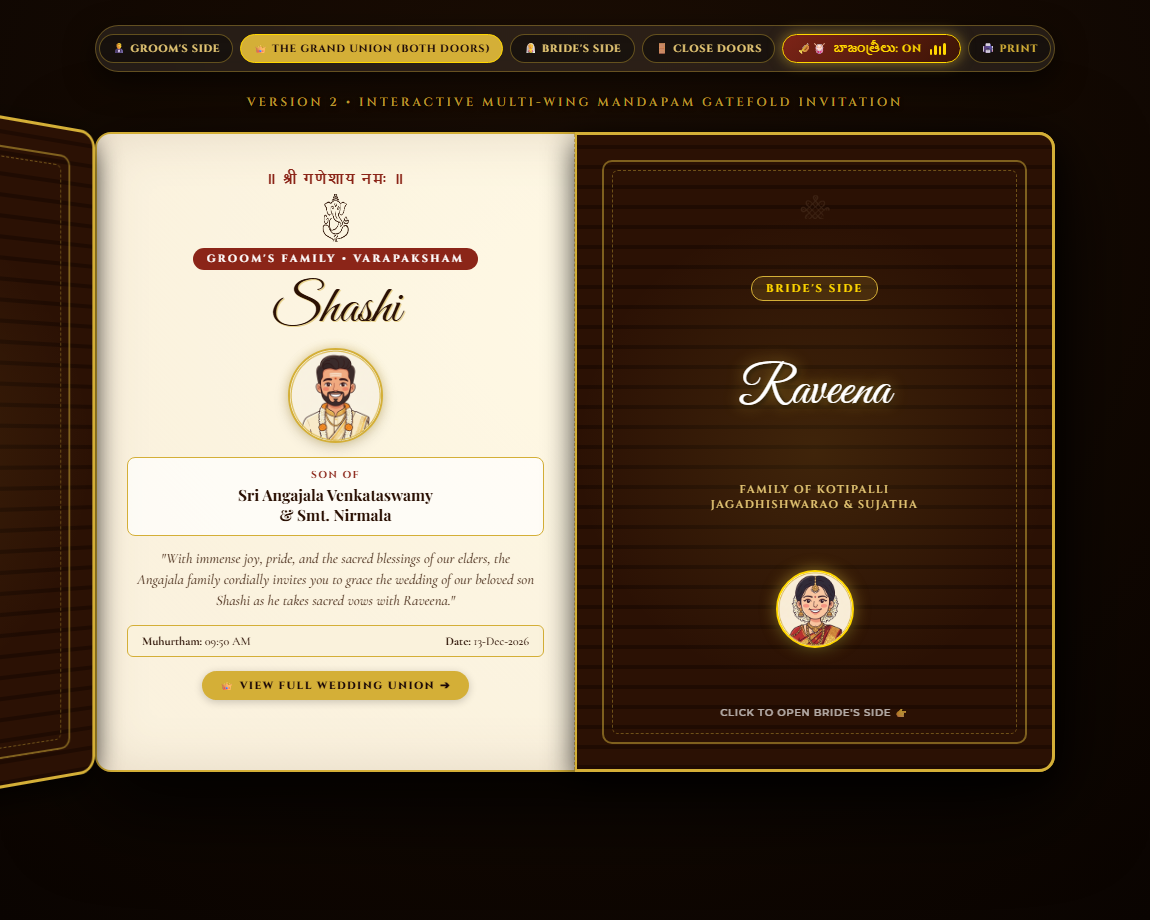 GROOM'S SIDE
THE GRAND UNION (BOTH DOORS)
BRIDE'S SIDE
CLOSE DOORS
బాజంత్రీలు: ON
PRINT
VERSION 2 • INTERACTIVE MULTI-WING MANDAPAM GATEFOLD INVITATION
॥ श्री गणेशाय नमः ॥
GROOM'S FAMILY • VARAPAKSHAM
Shashi
SON OF
Sri Angajala Venkataswamy
& Smt. Nirmala
"With immense joy, pride, and the sacred blessings of our elders, the
Angajala family cordially invites you to grace the wedding of our beloved son
Shashi as he takes sacred vows with Raveena."
Muhurtham: 09:50 AM
Date: 13-Dec-2026
VIEW FULL WEDDING UNION ➔
BRIDE'S SIDE
Raveena
FAMILY OF KOTIPALLI
JAGADHISHWARAO & SUJATHA
CLICK TO OPEN BRIDE'S SIDE